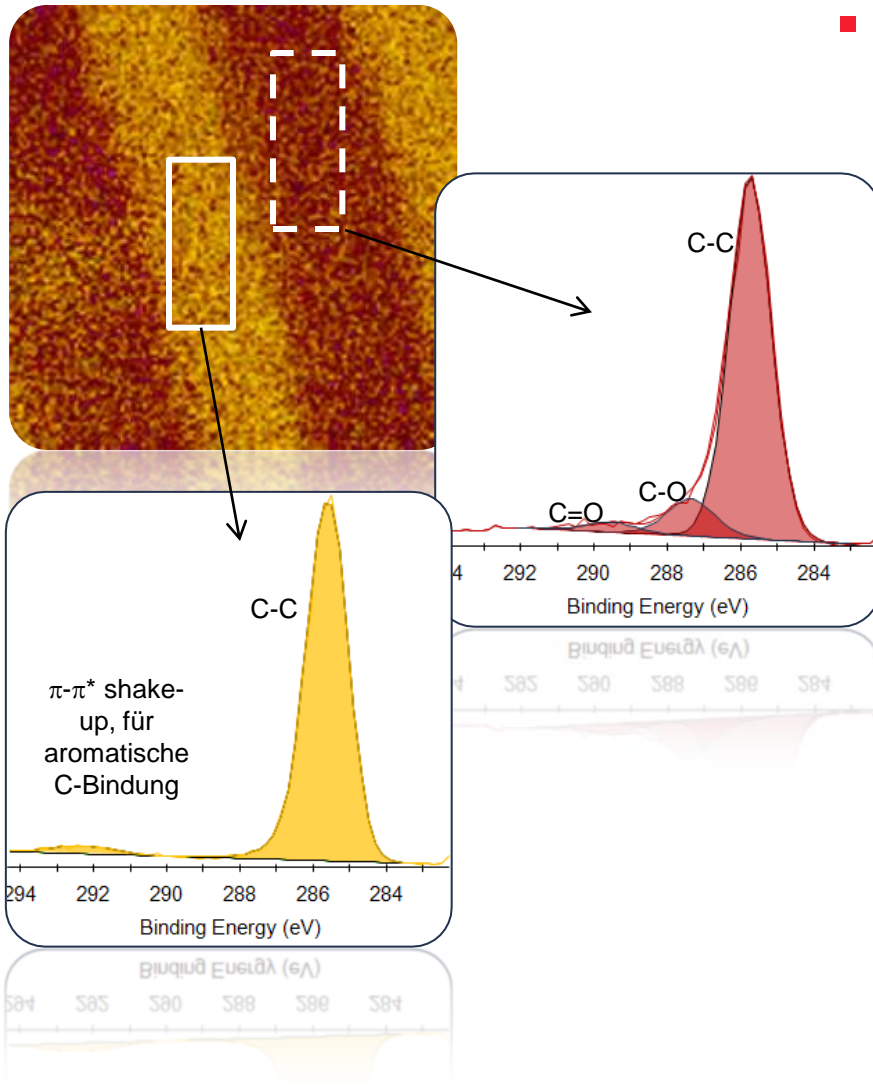 C-C
C-O
C=O
4 292 290 288 286 284
Binding Energy (eV)
C-C
π-π* shake-
up, für
aromatische
C-Bindung
294 292 290 288 286 284
Binding Energy (eV)